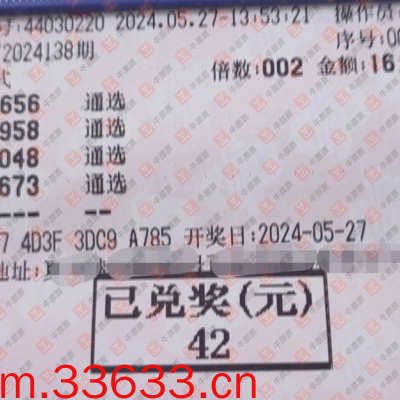 号:44030220 2024.05.27-13:53:21 操作员
2024138期 序号:00
式 倍数:002 金额:16
656 通选
958 通选
048 通选
673 通选
--- --
7 4D3F 3DC9 A785 开奖日:2024-05-27
地址:
已兑奖(元)
42
m.33633.cn